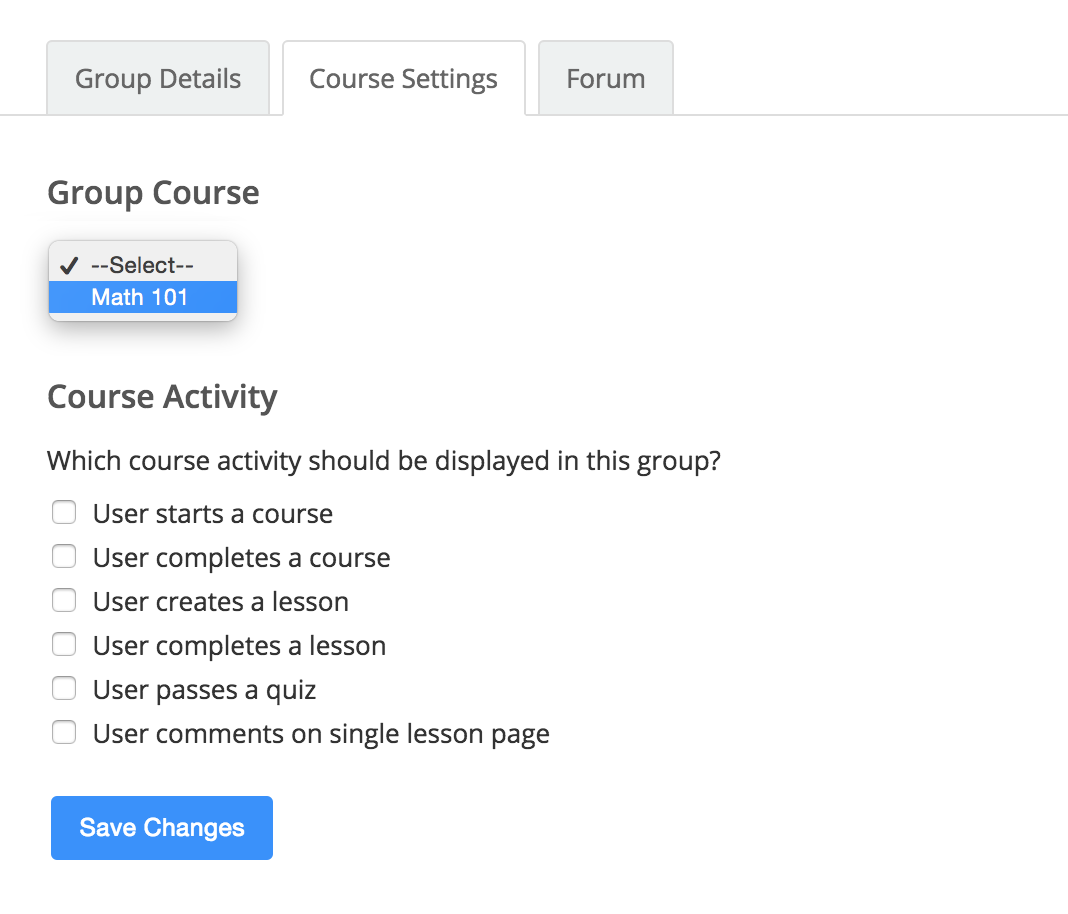 Group Details Course Settings Forum
Group Course
✓ --Select--
Math 101
Course Activity
Which course activity should be displayed in this group?
User starts a course
User completes a course
User creates a lesson
User completes a lesson
User passes a quiz
User comments on single lesson page
Save Changes